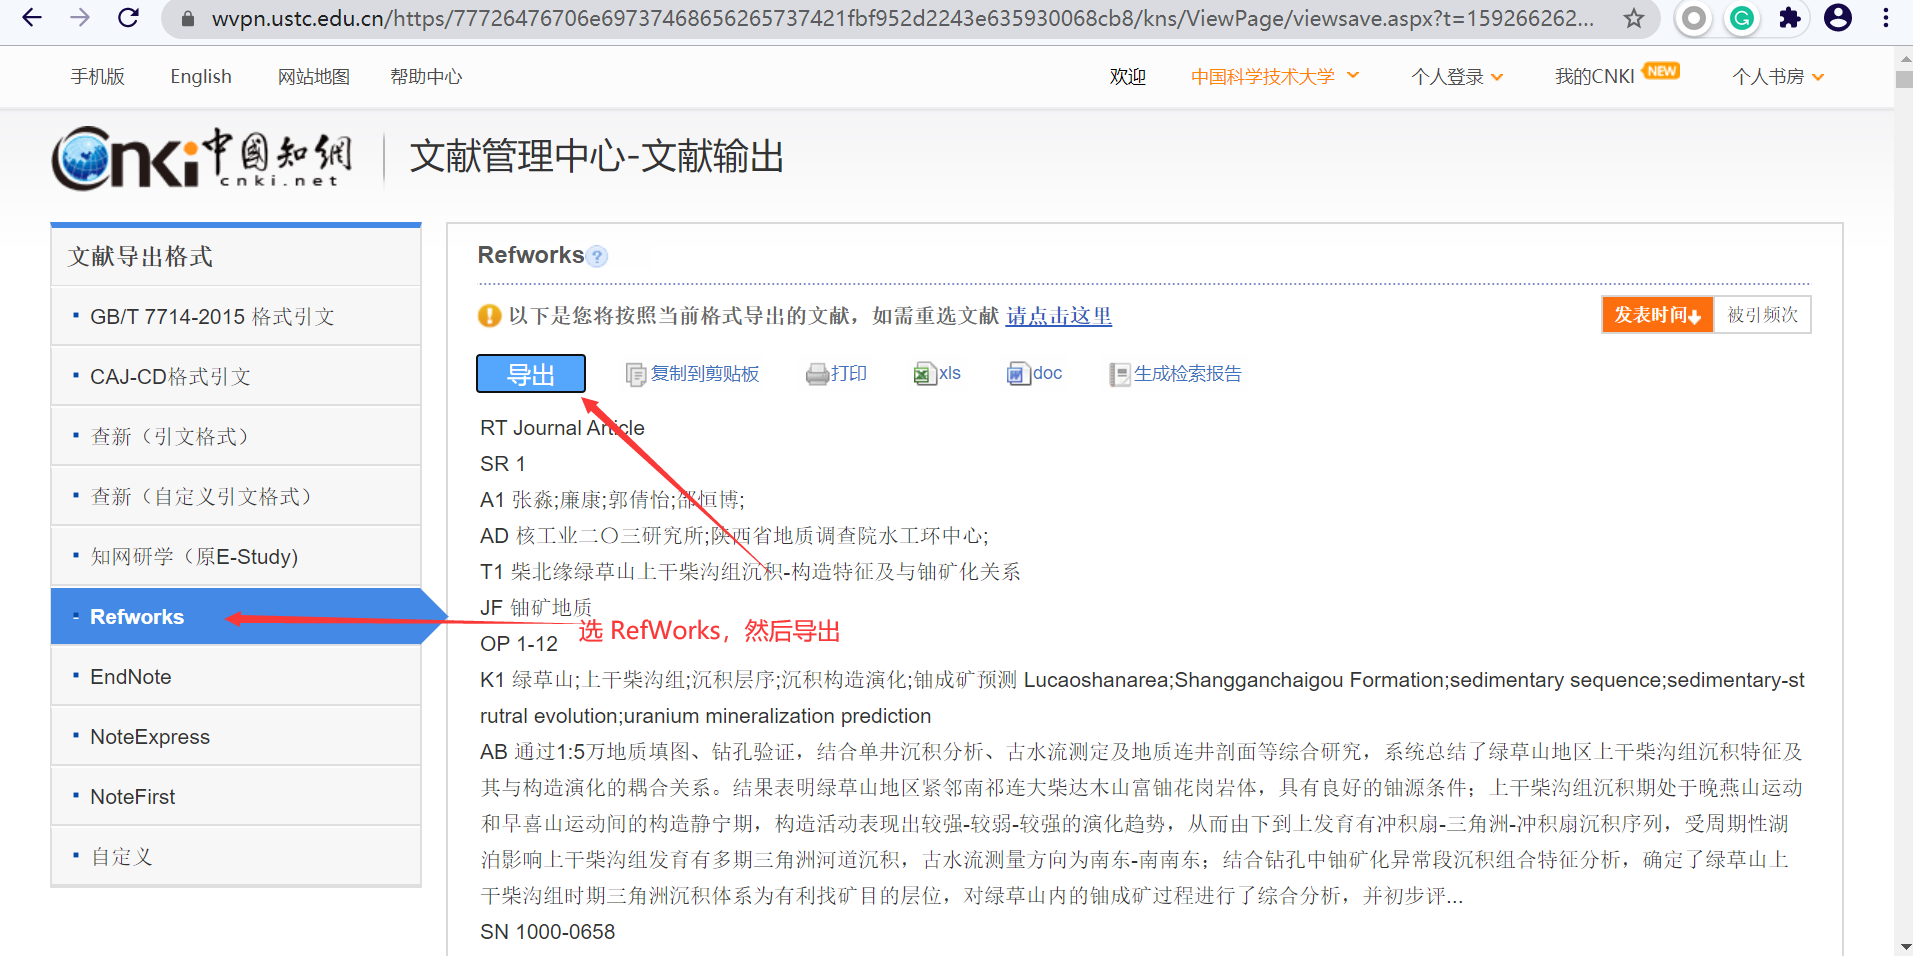 wvpn.ustc.edu.cn/https/77726476706e69737468656265737421fbf952d2243e635930068cb8/kns/ViewPage/viewsave.aspx?t=159266262...
手机版 English 网站地图 帮助中心 欢迎 中国科学技术大学 个人登录 我的CNKI NEW 个人书房
CNKi 中國知網
cnki.net
文献管理中心-文献输出
文献导出格式
GB/T 7714-2015 格式引文
CAJ-CD格式引文
查新（引文格式）
查新（自定义引文格式）
知网研学（原E-Study)
Refworks
EndNote
NoteExpress
NoteFirst
自定义
Refworks ?
以下是您将按照当前格式导出的文献，如需重选文献 请点击这里
发表时间 被引频次
导出 复制到剪贴板 打印 xls doc 生成检索报告
RT Journal Article
SR 1
A1 张淼;廉康;郭倩怡;邵恒博;
AD 核工业二〇三研究所;陕西省地质调查院水工环中心;
T1 柴北缘绿草山上干柴沟组沉积-构造特征及与铀矿化关系
JF 铀矿地质
选 RefWorks，然后导出
OP 1-12
K1 绿草山;上干柴沟组;沉积层序;沉积构造演化;铀成矿预测 Lucaoshanarea;Shangganchaigou Formation;sedimentary sequence;sedimentary-st
rutral evolution;uranium mineralization prediction
AB 通过1:5万地质填图、钻孔验证，结合单井沉积分析、古水流测定及地质连井剖面等综合研究，系统总结了绿草山地区上干柴沟组沉积特征及
其与构造演化的耦合关系。结果表明绿草山地区紧邻南祁连大柴达木山富铀花岗岩体，具有良好的铀源条件；上干柴沟组沉积期处于晚燕山运动
和早喜山运动间的构造静宁期，构造活动表现出较强-较弱-较强的演化趋势，从而由下到上发育有冲积扇-三角洲-冲积扇沉积序列，受周期性湖
泊影响上干柴沟组发育有多期三角洲河道沉积，古水流测量方向为南东-南南东；结合钻孔中铀矿化异常段沉积组合特征分析，确定了绿草山上
干柴沟组时期三角洲沉积体系为有利找矿目的层位，对绿草山内的铀成矿过程进行了综合分析，并初步评...
SN 1000-0658